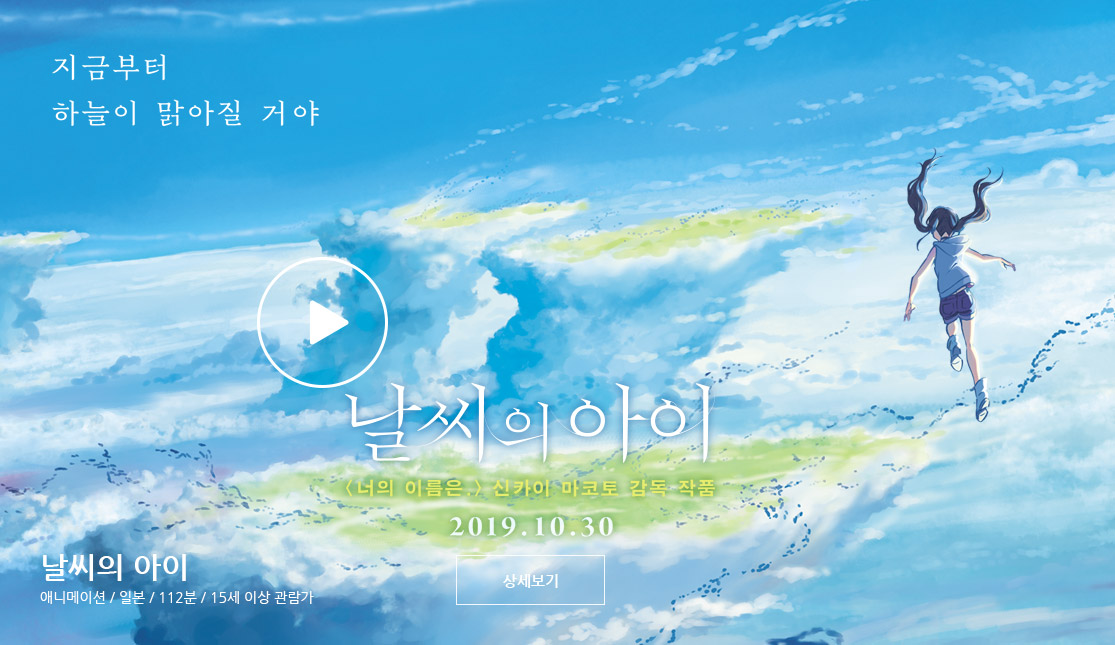 지금부터
하늘이 맑아질 거야
날씨의 아이
<너의 이름은.> 신카이 마코토 감독 작품
2019.10.30
날씨의 아이
애니메이션 / 일본 / 112분 / 15세 이상 관람가
상세보기